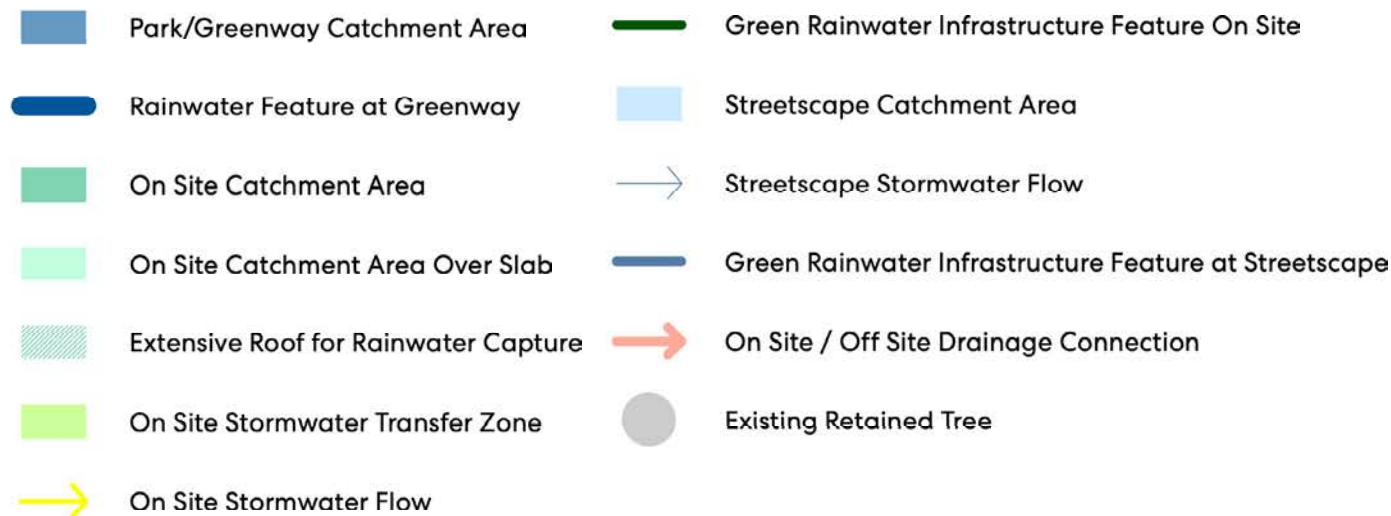 Park/Greenway Catchment Area
Rainwater Feature at Greenway
On Site Catchment Area
On Site Catchment Area Over Slab
Extensive Roof for Rainwater Capture
On Site Stormwater Transfer Zone
On Site Stormwater Flow
Green Rainwater Infrastructure Feature On Site
Streetscape Catchment Area
Streetscape Stormwater Flow
Green Rainwater Infrastructure Feature at Streetscape
On Site / Off Site Drainage Connection
Existing Retained Tree